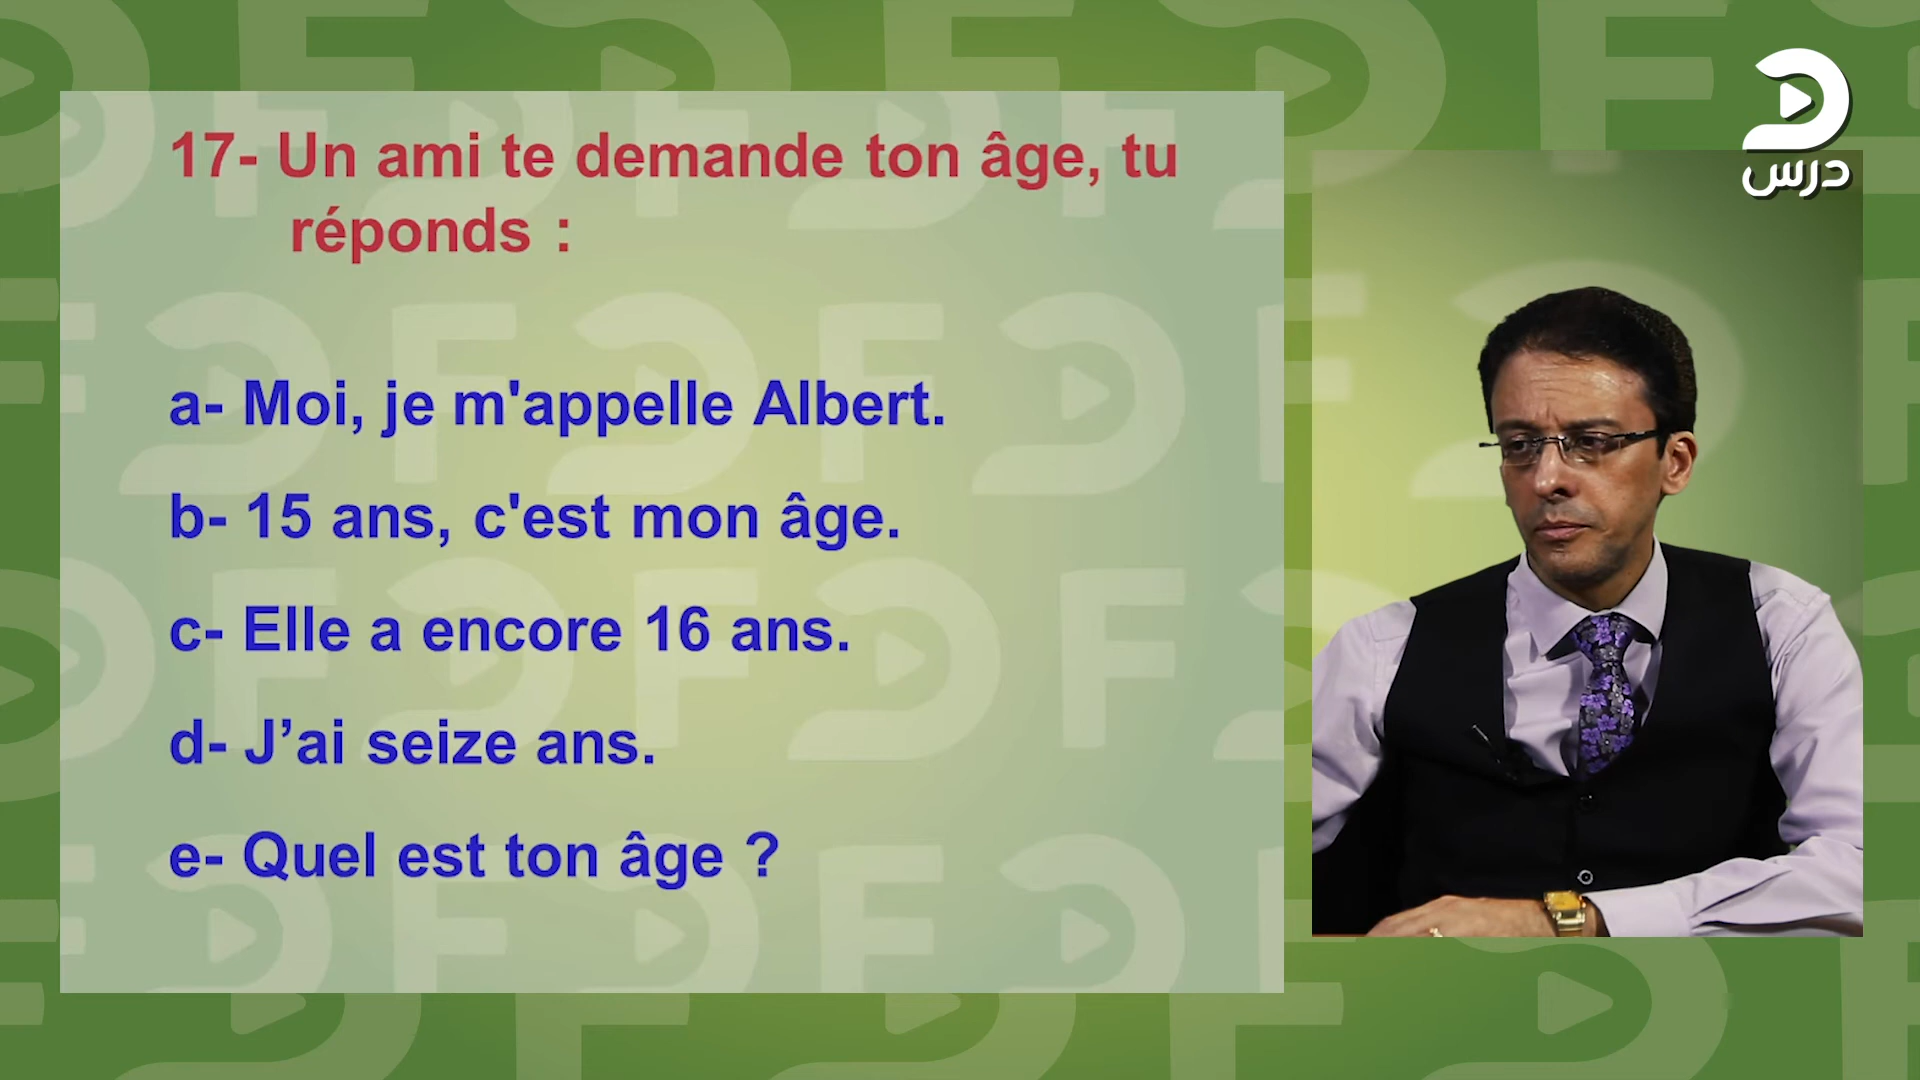 17- Un ami te demande ton âge, tu
réponds :
a- Moi, je m'appelle Albert.
b- 15 ans, c'est mon âge.
c- Elle a encore 16 ans.
d- J’ai seize ans.
e- Quel est ton âge ?
درس